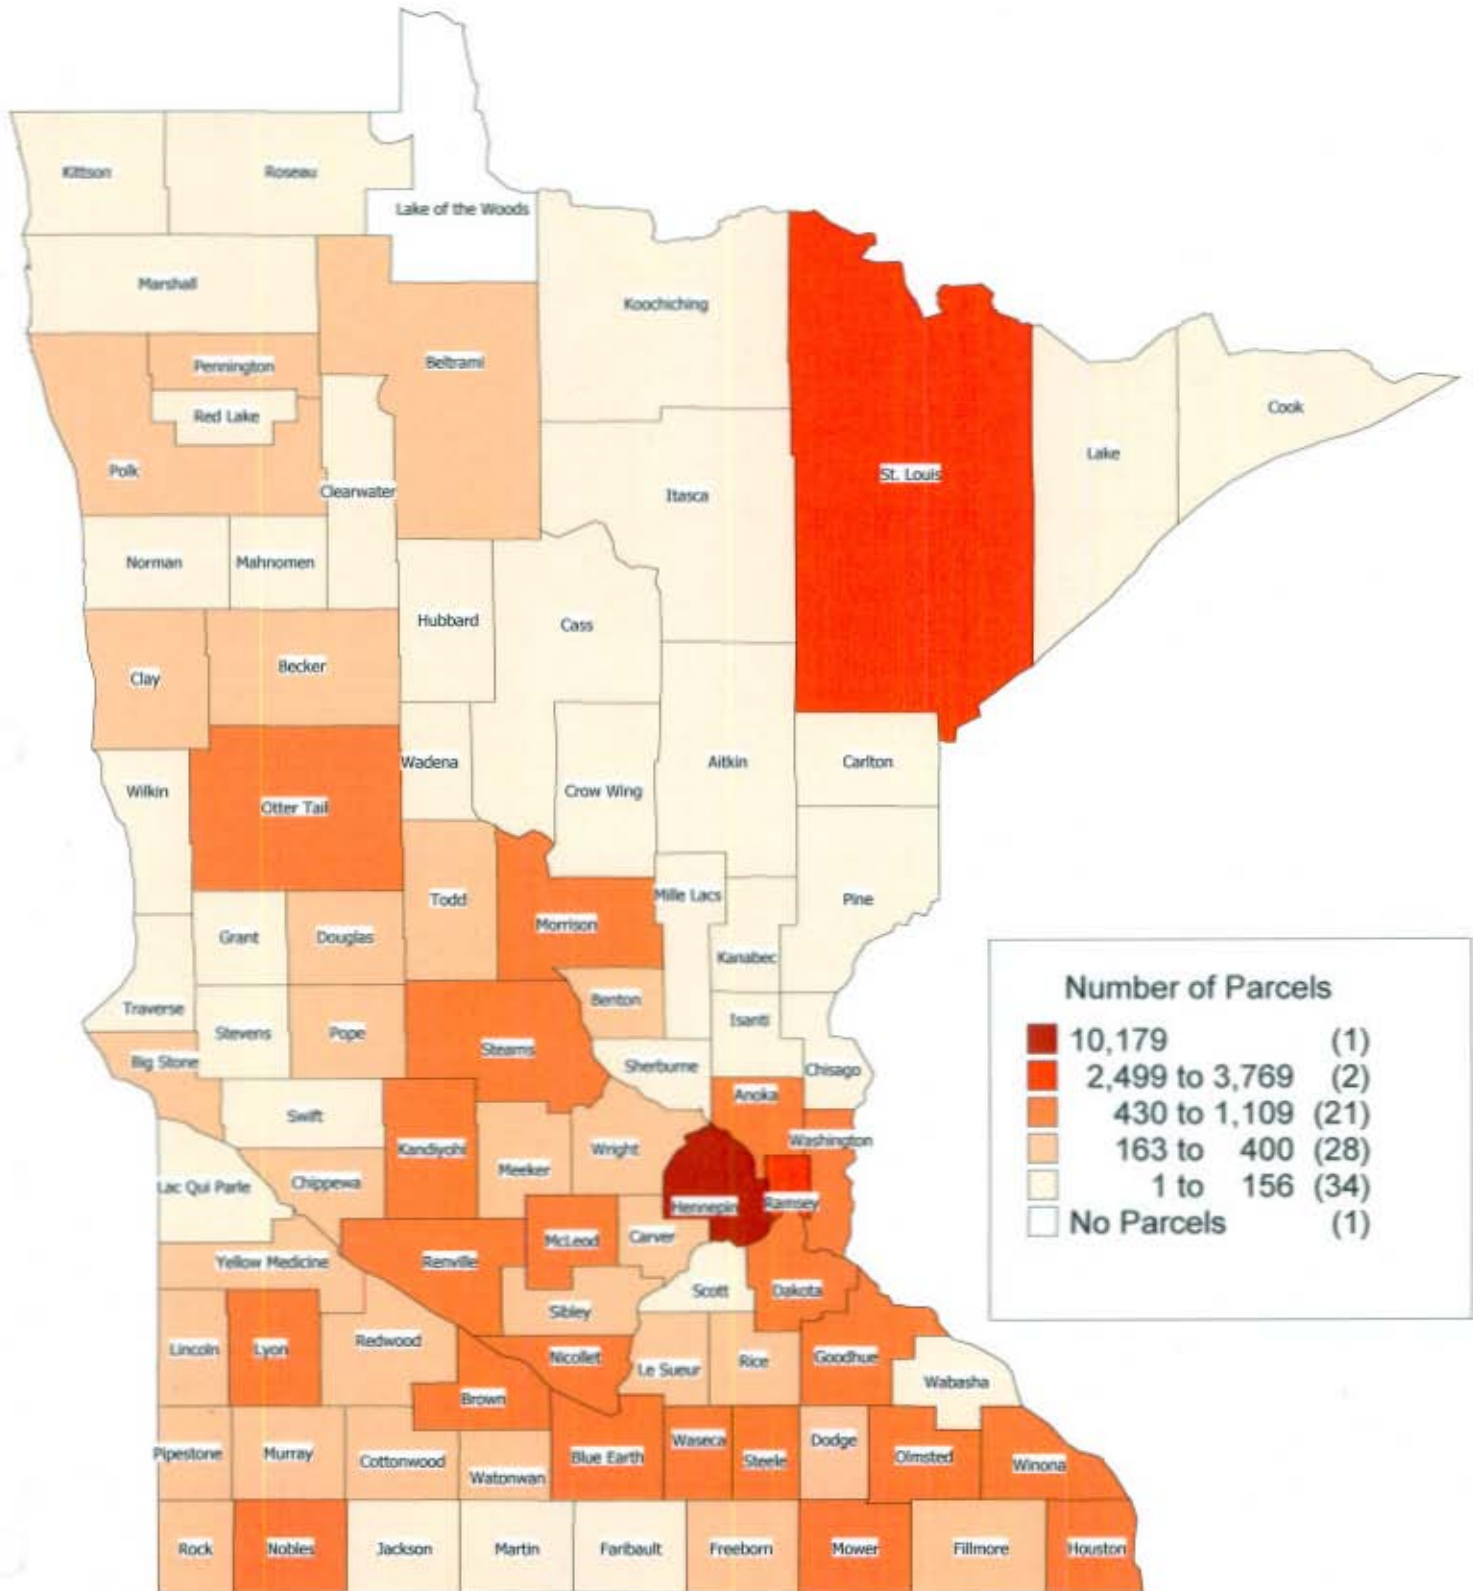 Kittson
Roseau
Lake of the Woods
Marshall
Koochiching
Pennington
Beltrami
Red Lake
Cook
Lake
Polk
St. Louis
Clearwater
Itasca
Norman
Mahnomen
Hubbard
Cass
Becker
Clay
Wadena
Aitkin
Carlton
Wilkin
Crow Wing
Otter Tail
Mille Lacs
Todd
Pine
Morrison
Grant
Douglas
Kanabec
Benton
Traverse
Isanti
Stevens
Pope
Stearns
Big Stone
Sherburne
Chisago
Anoka
Swift
Washington
Kandiyohi
Wright
Meeker
Lac Qui Parle
Chippewa
Hennepin
Ramsey
McLeod
Carver
Yellow Medicine
Renville
Scott
Dakota
Sibley
Redwood
Lincoln
Lyon
Nicollet
Le Sueur
Rice
Goodhue
Wabasha
Brown
Waseca
Dodge
Pipestone
Murray
Cottonwood
Blue Earth
Steele
Olmsted
Winona
Watonwan
Rock
Nobles
Jackson
Martin
Faribault
Freeborn
Mower
Fillmore
Houston
Number of Parcels
10,179 (1)
2,499 to 3,769 (2)
430 to 1,109 (21)
163 to 400 (28)
1 to 156 (34)
No Parcels (1)